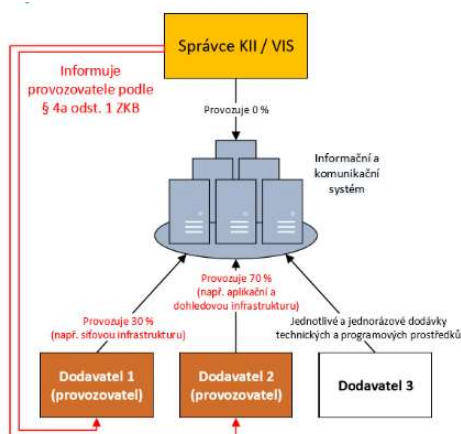 Správce KII / VIS
Informuje
provozovatele podle
§ 4a odst. 1 ZKB
Provozuje 0 %
Informační a
komunikační
systém
Provozuje 30 %
(např. síťovou infrastrukturu)
Provozuje 70 %
(např. aplikační a
dohledovou infrastrukturu)
Jednotlivé a jednorázové dodávky
technických a programových prostředků
Dodavatel 1
(provozovatel)
Dodavatel 2
(provozovatel)
Dodavatel 3